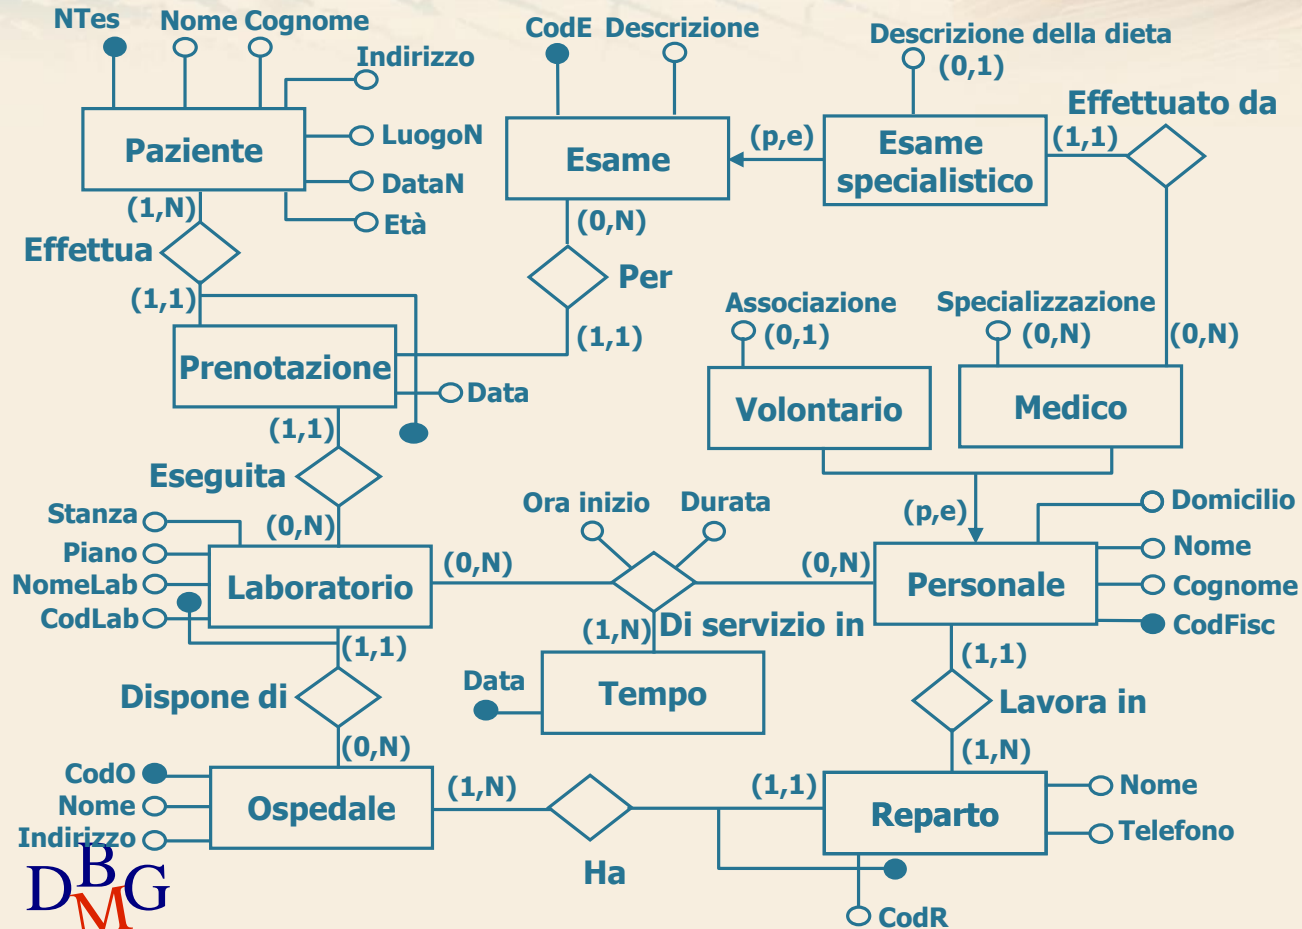 NTes
Nome Cognome
Indirizzo
Paziente
LuogoN
DataN
Età
(1,N)
Effettua
(1,1)
CodE Descrizione
Esame
(p,e)
(0,N)
Per
(1,1)
Descrizione della dieta
(0,1)
Esame
specialistico
Effettuato da
(1,1)
(0,N)
Prenotazione
Data
(1,1)
Eseguita
(0,N)
Associazione
(0,1)
Volontario
Specializzazione
(0,N)
Medico
(p,e)
Stanza
Piano
NomeLab
CodLab
Laboratorio
(0,N)
Ora inizio
Durata
(0,N)
Di servizio in
(1,N)
Data
Tempo
Personale
Domicilio
Nome
Cognome
CodFisc
(1,1)
Lavora in
(1,N)
(1,1)
Dispone di
(0,N)
CodO
Nome
Indirizzo
Ospedale
(1,N)
Ha
(1,1)
Reparto
Nome
Telefono
CodR
DBMG